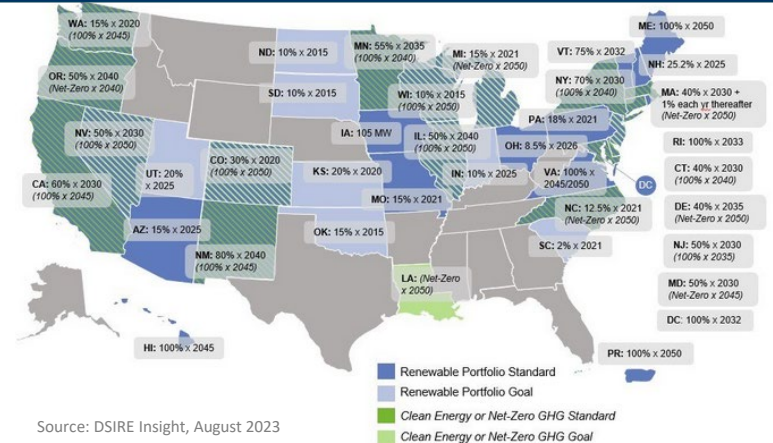 WA: 15% x 2020
(100% x 2045)
OR: 50% x 2040
(Net-Zero x 2040)
NV: 50% x 2030
(100% x 2050)
CA: 60% x 2030
(100% x 2045)
UT: 20%
x 2025
AZ: 15% x 2025
CO: 30% x 2020
(100% x 2050)
NM: 80% x 2040
(100% x 2045)
HI: 100% x 2045
ND: 10% x 2015
SD: 10% x 2015
KS: 20% x 2020
OK: 15% x 2015
MN: 55% x 2035
(100% x 2040)
IA: 105 MW
MO: 15% x 2021
LA: (Net-Zero
x 2050)
WI: 10% x 2015
(100% x 2050)
IL: 50% x 2040
(100% x 2050)
MI: 15% x 2021
(Net-Zero x 2050)
IN: 10% x 2025
OH: 8.5% x 2026
PA: 18% x 2021
VA: 100% x
2045/2050
NC: 12.5% x 2021
(Net-Zero x 2050)
SC: 2% x 2021
DC
VT: 75% x 2032
NY: 70% x 2030
(100% x 2040)
ME: 100% x 2050
NH: 25.2% x 2025
MA: 40% x 2030 +
1% each yr thereafter
(Net-Zero x 2050)
RI: 100% x 2033
CT: 40% x 2030
(100% x 2040)
DE: 40% x 2035
(Net-Zero x 2050)
NJ: 50% x 2030
(100% x 2035)
MD: 50% x 2030
(Net-Zero x 2045)
DC: 100% x 2032
PR: 100% x 2050
Renewable Portfolio Standard
Renewable Portfolio Goal
Clean Energy or Net-Zero GHG Standard
Clean Energy or Net-Zero GHG Goal
Source: DSIRE Insight, August 2023